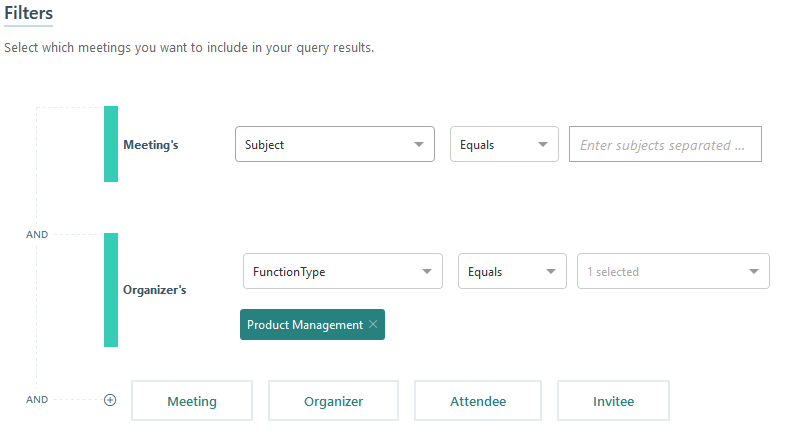 Filters
Select which meetings you want to include in your query results.
Meeting's Subject Equals Enter subjects separated ...
AND
Organizer's FunctionType Equals 1 selected
Product Management
AND Meeting Organizer Attendee Invitee